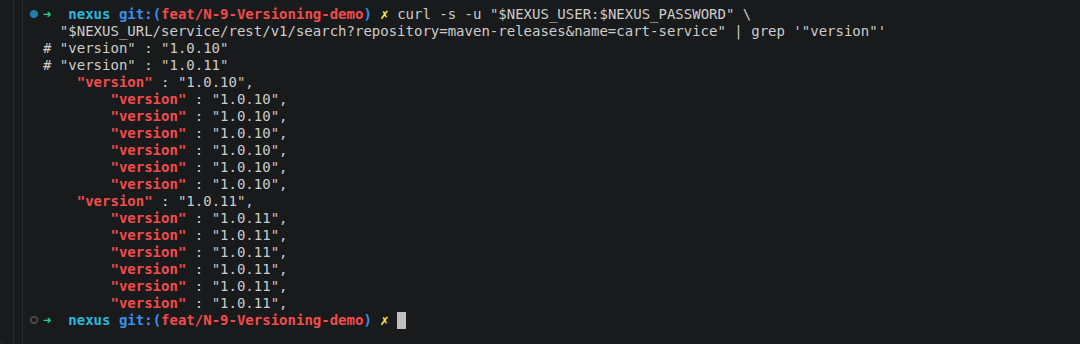 ➜  nexus git:(feat/N-9-Versioning-demo) ✗ curl -s -u "$NEXUS_USER:$NEXUS_PASSWORD" \
  "$NEXUS_URL/service/rest/v1/search?repository=maven-releases&name=cart-service" | grep '"version"'
# "version" : "1.0.10"
# "version" : "1.0.11"
    "version" : "1.0.10",
        "version" : "1.0.10",
        "version" : "1.0.10",
        "version" : "1.0.10",
        "version" : "1.0.10",
        "version" : "1.0.10",
        "version" : "1.0.10",
    "version" : "1.0.11",
        "version" : "1.0.11",
        "version" : "1.0.11",
        "version" : "1.0.11",
        "version" : "1.0.11",
        "version" : "1.0.11",
        "version" : "1.0.11",
➜  nexus git:(feat/N-9-Versioning-demo) ✗